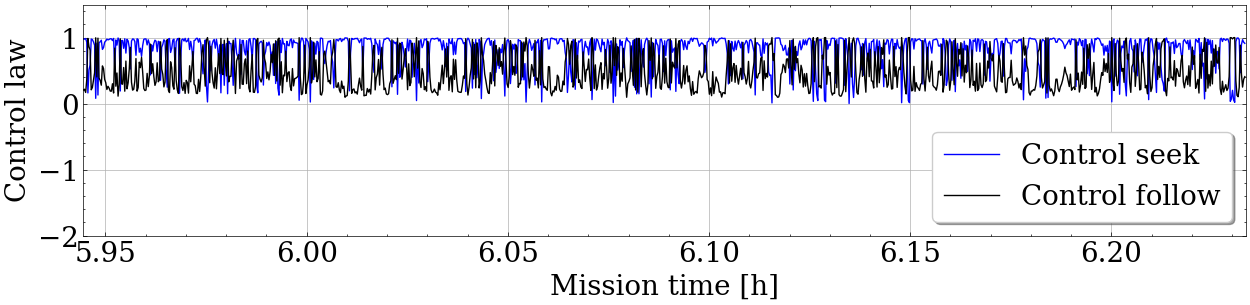 Control law
1
0
−1
−2
5.95
6.00
6.05
6.10
6.15
6.20
Mission time [h]
Control seek
Control follow